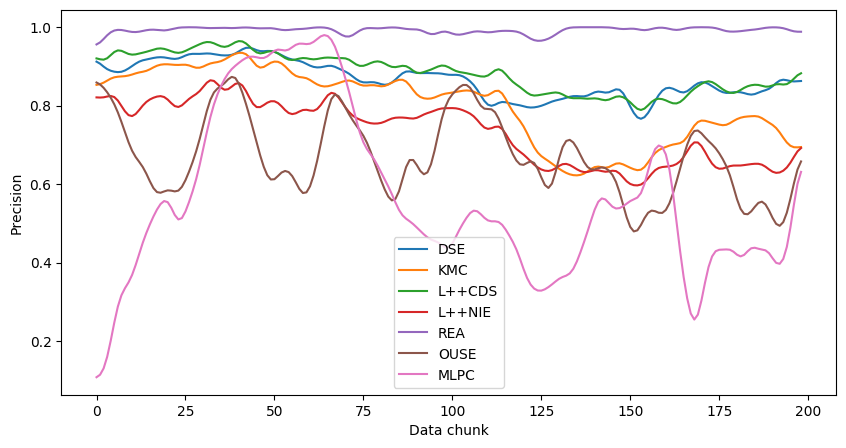 1.0
0.8
0.6
0.4
0.2
Precision
0
25
50
75
100
125
150
175
200
Data chunk
DSE
KMC
L++CDS
L++NIE
REA
OUSE
MLPC